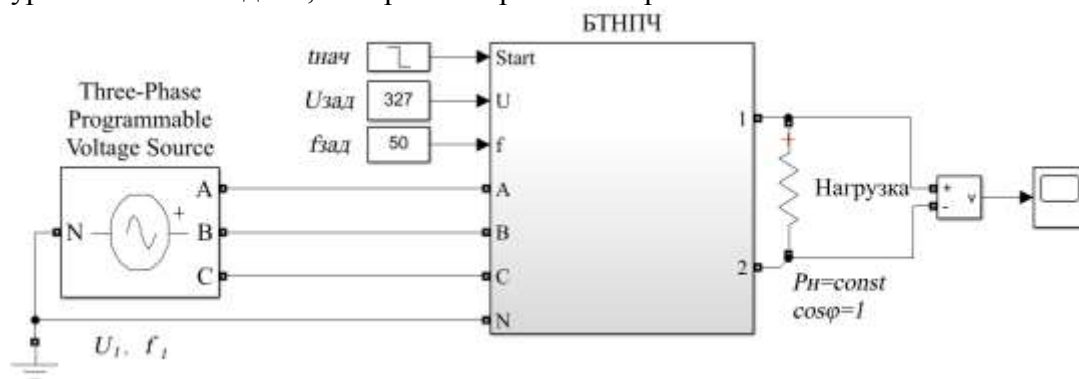 БТНПЧ
tнач
Start
Three-Phase
Programmable
Voltage Source
Uзад
327
U
fзад
50
f
1
+
A
A
Нагрузка
+
-
v
N
+
B
B
C
C
2
Pн=const
cosφ=1
N
U1, f1